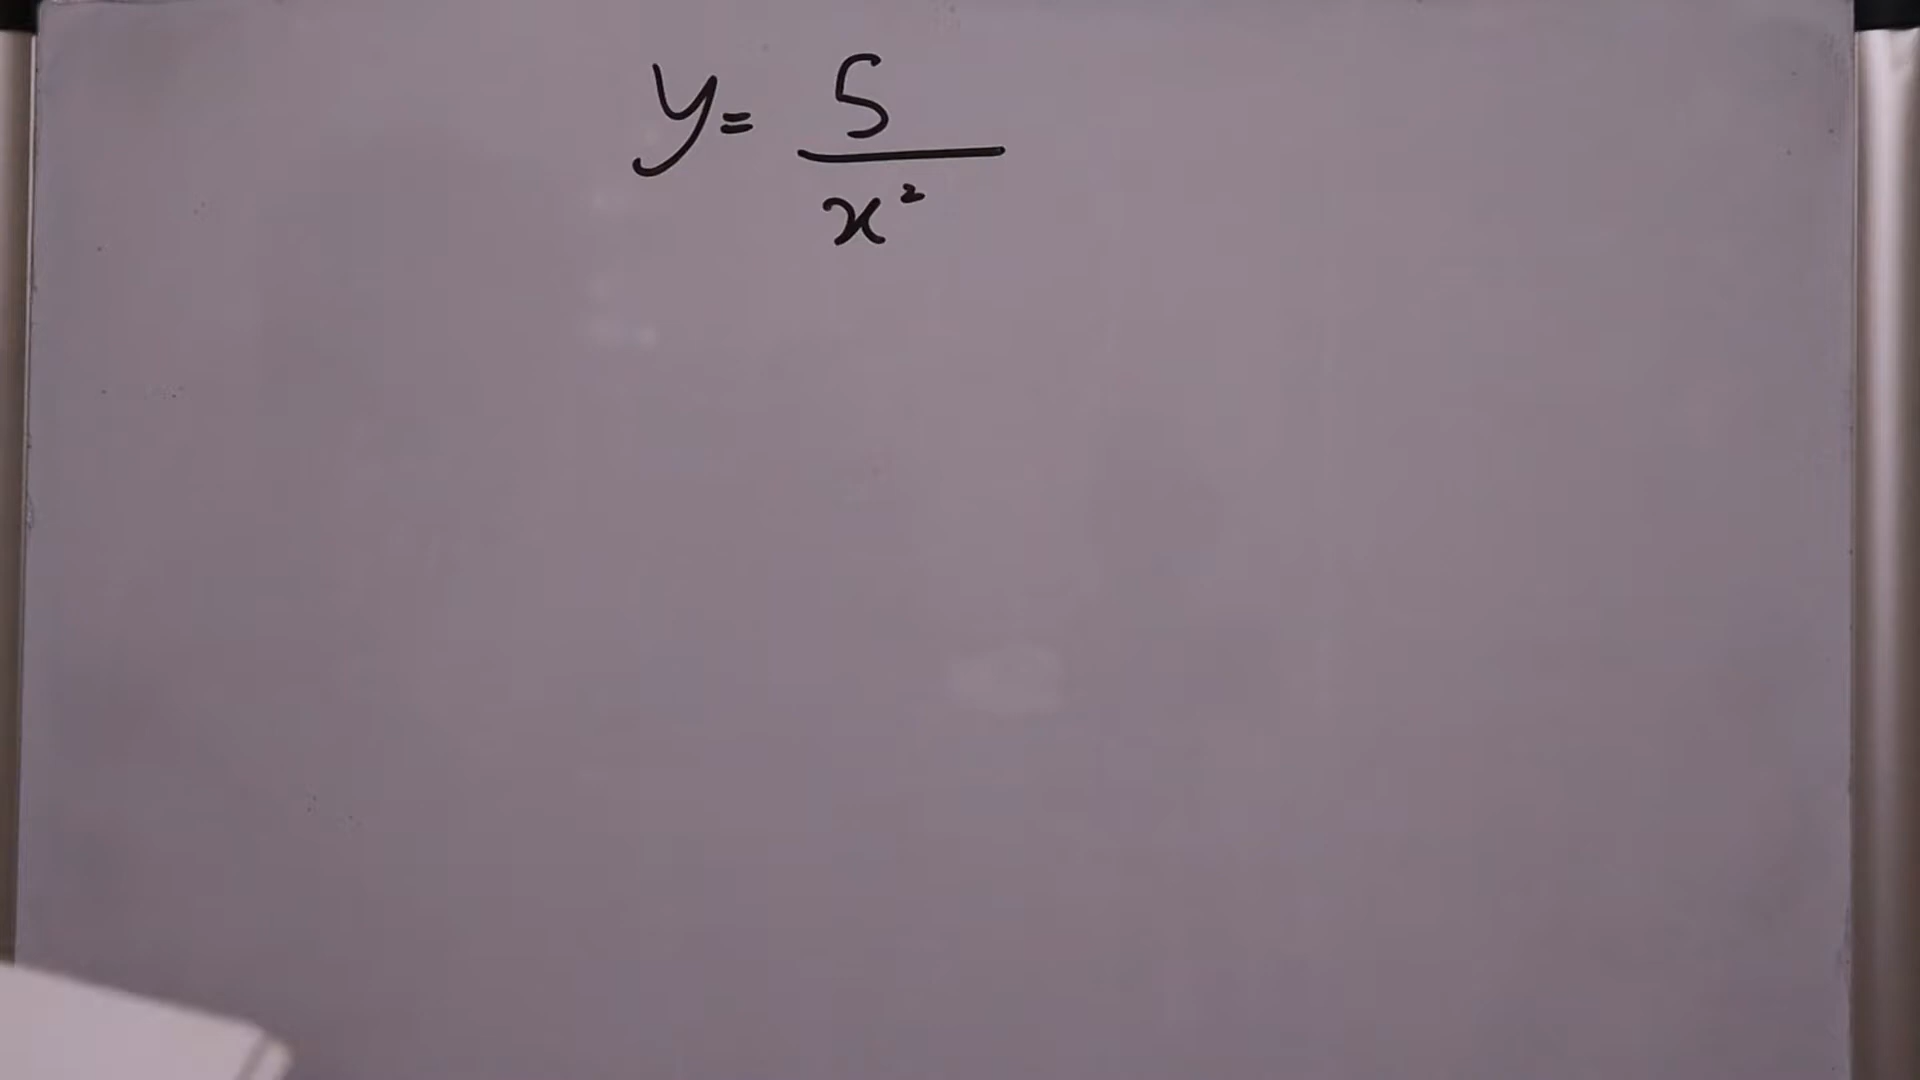 y = 5/x²